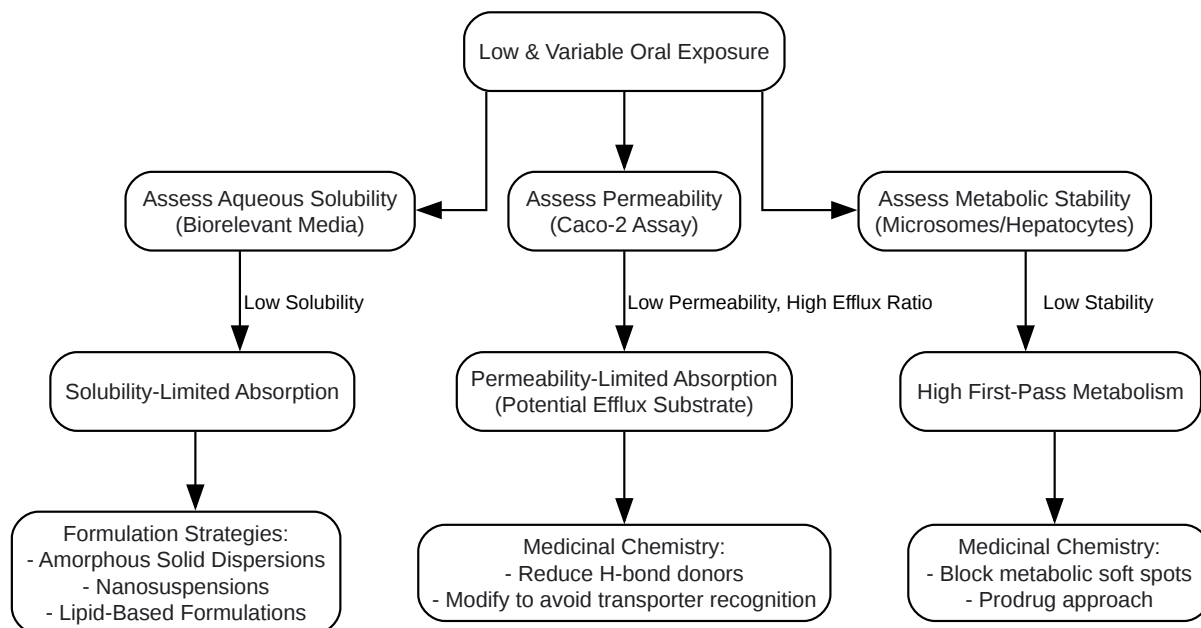 Low & Variable Oral Exposure
Assess Aqueous Solubility
(Biorelevant Media)
Assess Permeability
(Caco-2 Assay)
Assess Metabolic Stability
(Microsomes/Hepatocytes)
Low Solubility
Low Permeability, High Efflux Ratio
Low Stability
Solubility-Limited Absorption
Permeability-Limited Absorption
(Potential Efflux Substrate)
High First-Pass Metabolism
Formulation Strategies:
- Amorphous Solid Dispersions
- Nanosuspensions
- Lipid-Based Formulations
Medicinal Chemistry:
- Reduce H-bond donors
- Modify to avoid transporter recognition
Medicinal Chemistry:
- Block metabolic soft spots
- Prodrug approach